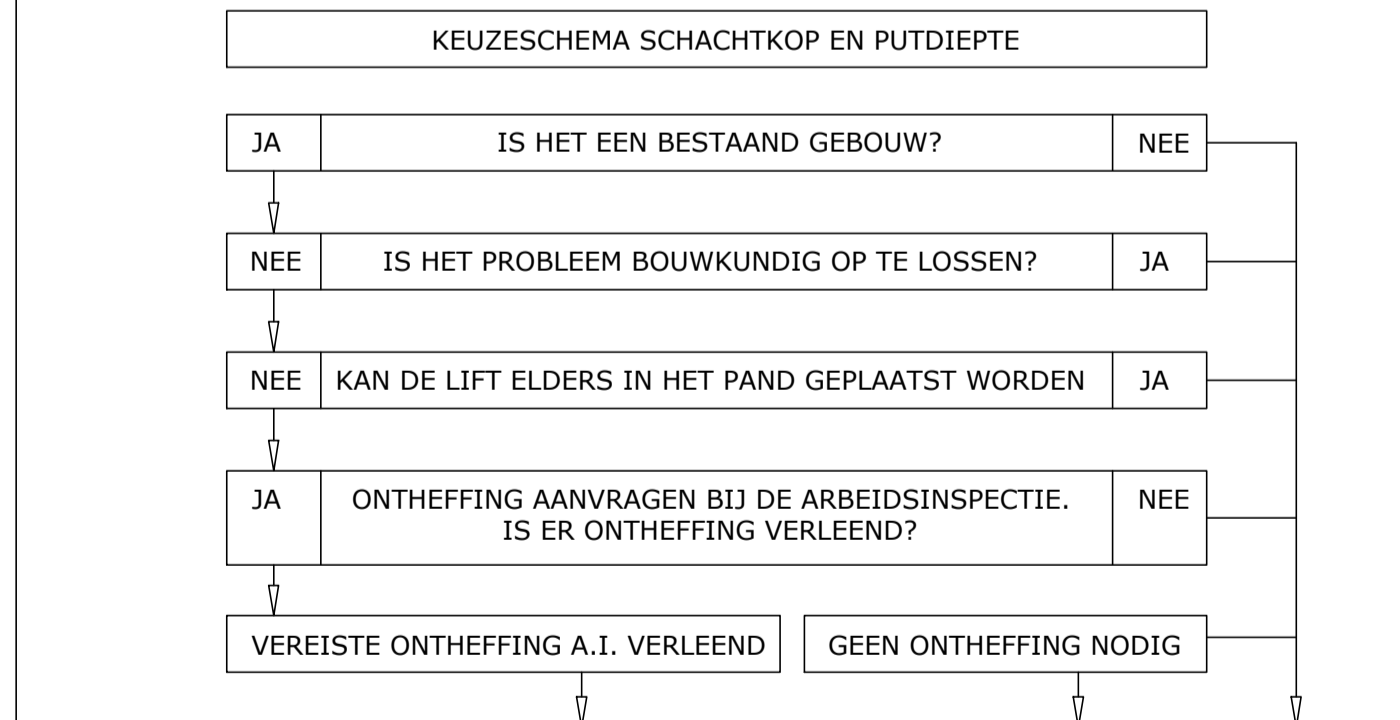 KEUZESCHEMA SCHACHTKOP EN PUTDIEPTE
JA IS HET EEN BESTAAND GEBOUW? NEE
NEE IS HET PROBLEEM BOUWKUNDIG OP TE LOSSEN? JA
NEE KAN DE LIFT ELDERS IN HET PAND GEPLAATST WORDEN JA
JA ONTHEFFING AANVRAGEN BIJ DE ARBEIDSINSPECTIE. NEE
IS ER ONTHEFFING VERLEEND?
VEREISTE ONTHEFFING A.I. VERLEEND GEEN ONTHEFFING NODIG